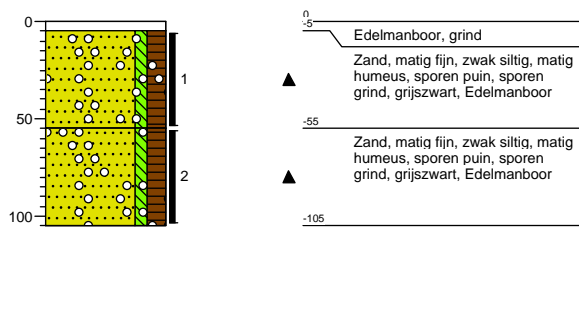 0
50
100
1
2
0
-5
Edelmanboor, grind
Zand, matig fijn, zwak siltig, matig
humeus, sporen puin, sporen
grind, grijszwart, Edelmanboor
-55
Zand, matig fijn, zwak siltig, matig
humeus, sporen puin, sporen
grind, grijszwart, Edelmanboor
-105